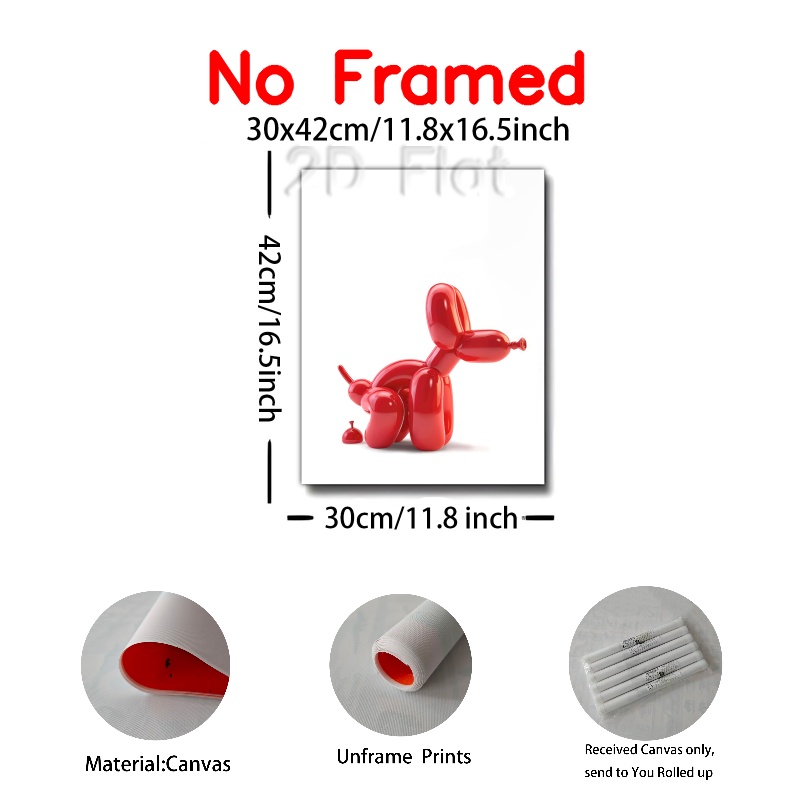 No Framed
30x42cm/11.8x16.5inch
2D Flat
42cm/16.5inch
30cm/11.8 inch
Material:Canvas
Unframe Prints
Received Canvas only,
send to You Rolled up